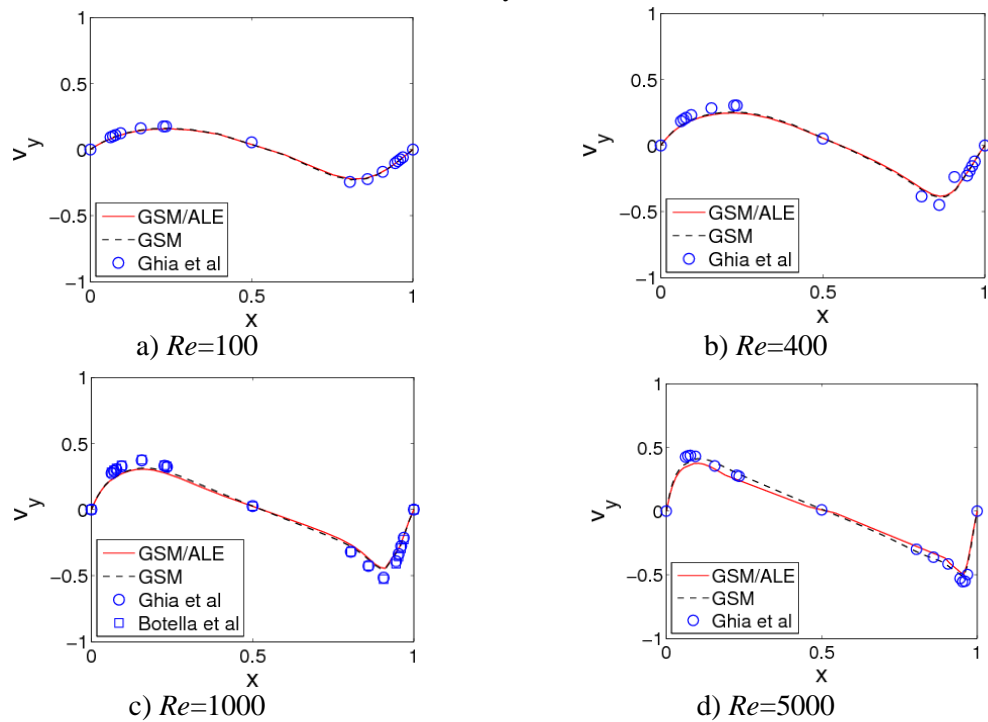 y
1
0.5
0
−0.5
−1
v_y
GSM/ALE
GSM
Ghia et al
0
0.5
1
x
a) Re=100
1
0.5
0
−0.5
−1
v_y
GSM/ALE
GSM
Ghia et al
0
0.5
1
x
b) Re=400
1
0.5
0
−0.5
−1
v_y
GSM/ALE
GSM
Ghia et al
Botella et al
0
0.5
1
x
c) Re=1000
1
0.5
0
−0.5
−1
v_y
GSM/ALE
GSM
Ghia et al
0
0.5
1
x
d) Re=5000